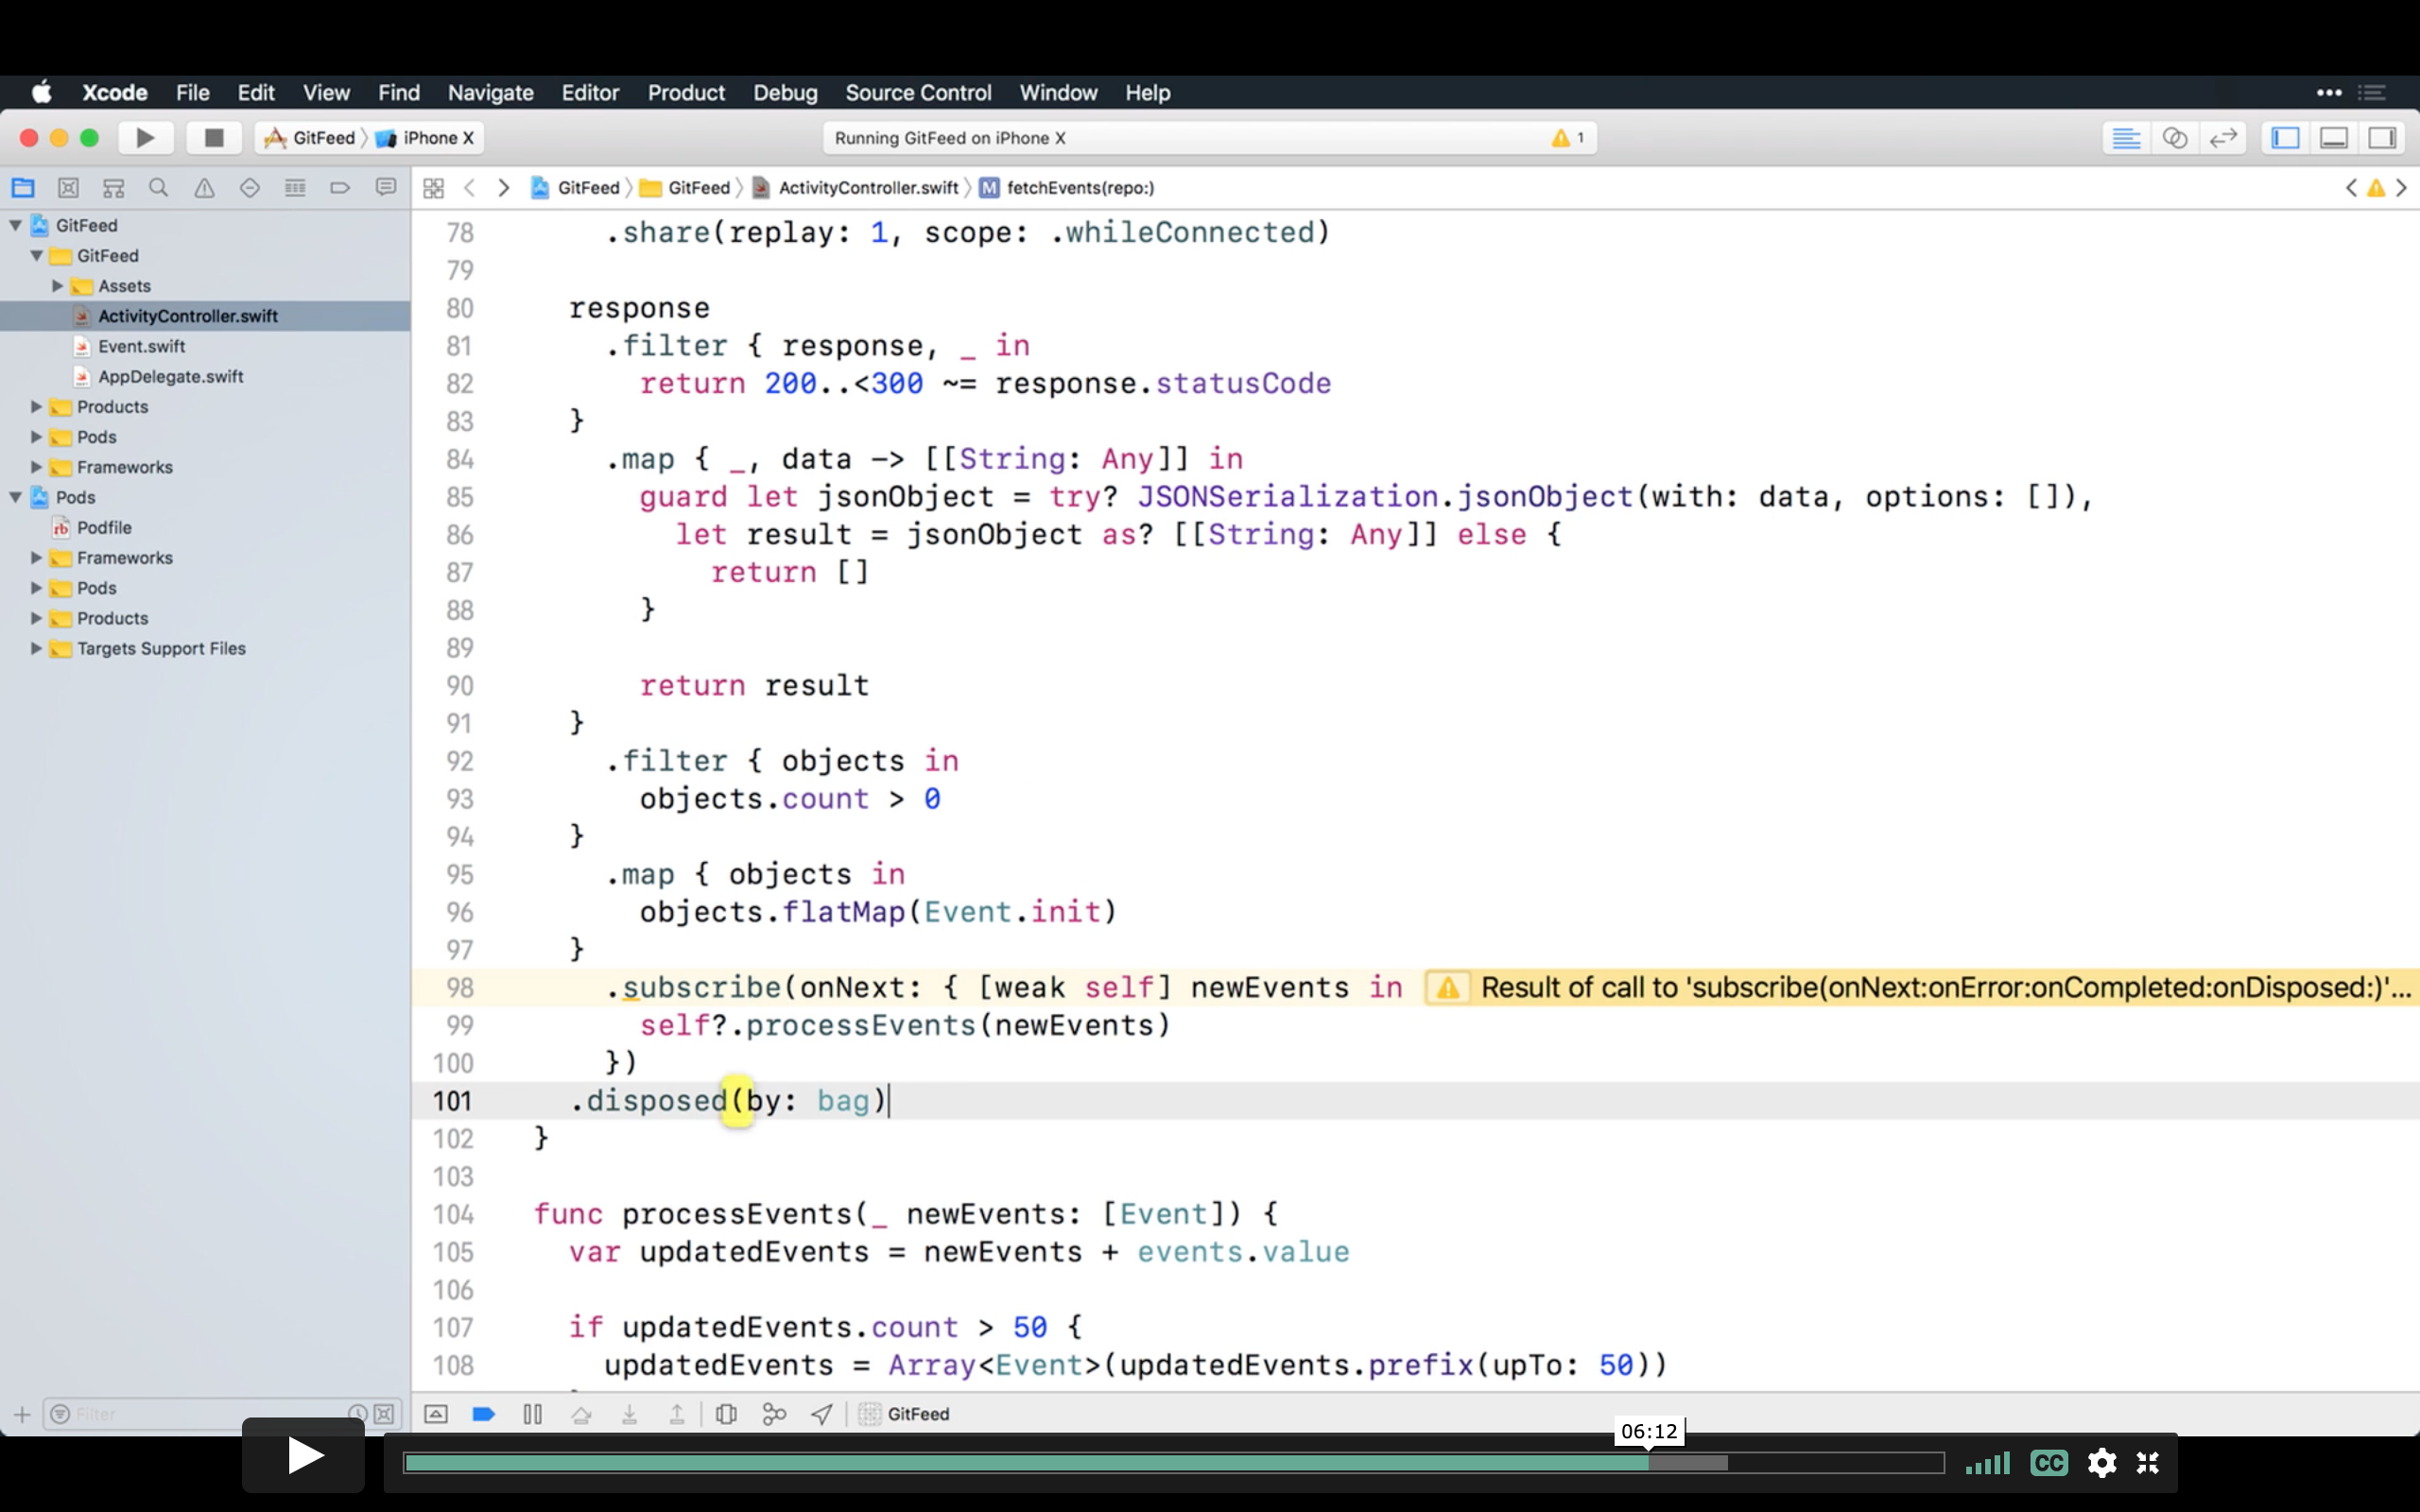 Xcode File Edit View Find Navigate Editor Product Debug Source Control Window Help
GitFeed iPhone X
Running GitFeed on iPhone X
1
GitFeed
GitFeed
Assets
ActivityController.swift
Event.swift
AppDelegate.swift
Products
Pods
Frameworks
Pods
Podfile
Frameworks
Pods
Products
Targets Support Files
Filter
GitFeed GitFeed ActivityController.swift M fetchEvents(repo:)
78 .share(replay: 1, scope: .whileConnected)
79
80 response
81 .filter { response, _ in
82 return 200..<300 ~= response.statusCode
83 }
84 .map { _, data -> [[String: Any]] in
85 guard let jsonObject = try? JSONSerialization.jsonObject(with: data, options: []),
86 let result = jsonObject as? [[String: Any]] else {
87 return []
88 }
89
90 return result
91 }
92 .filter { objects in
93 objects.count > 0
94 }
95 .map { objects in
96 objects.flatMap(Event.init)
97 }
98 .subscribe(onNext: { [weak self] newEvents in Result of call to 'subscribe(onNext:onError:onCompleted:onDisposed:)'...
99 self?.processEvents(newEvents)
100 })
101 .disposed(by: bag)
102 }
103
104 func processEvents(_ newEvents: [Event]) {
105 var updatedEvents = newEvents + events.value
106
107 if updatedEvents.count > 50 {
108 updatedEvents = Array<Event>(updatedEvents.prefix(upTo: 50))
GitFeed
06:12
CC